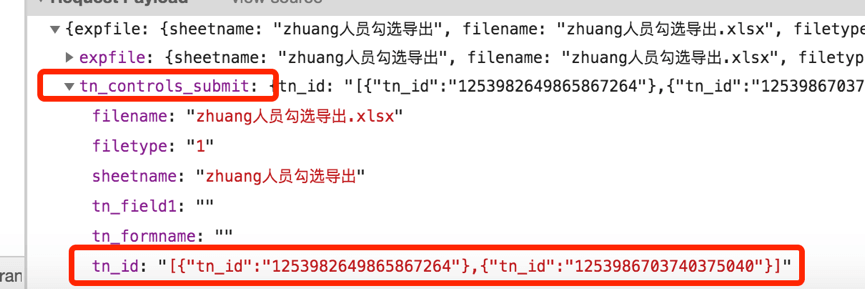 Request Payload view source
{expfile: {sheetname: "zhuang人员勾选导出", filename: "zhuang人员勾选导出.xlsx", filetype
expfile: {sheetname: "zhuang人员勾选导出", filename: "zhuang人员勾选导出.xlsx", filetyp
tn_controls_submit: {tn_id: "[{"tn_id":"1253982649865867264"},{"tn_id":"12539867037
filename: "zhuang人员勾选导出.xlsx"
filetype: "1"
sheetname: "zhuang人员勾选导出"
tn_field1: ""
tn_formname: ""
tn_id: "[{"tn_id":"1253982649865867264"},{"tn_id":"1253986703740375040"}]"
ran